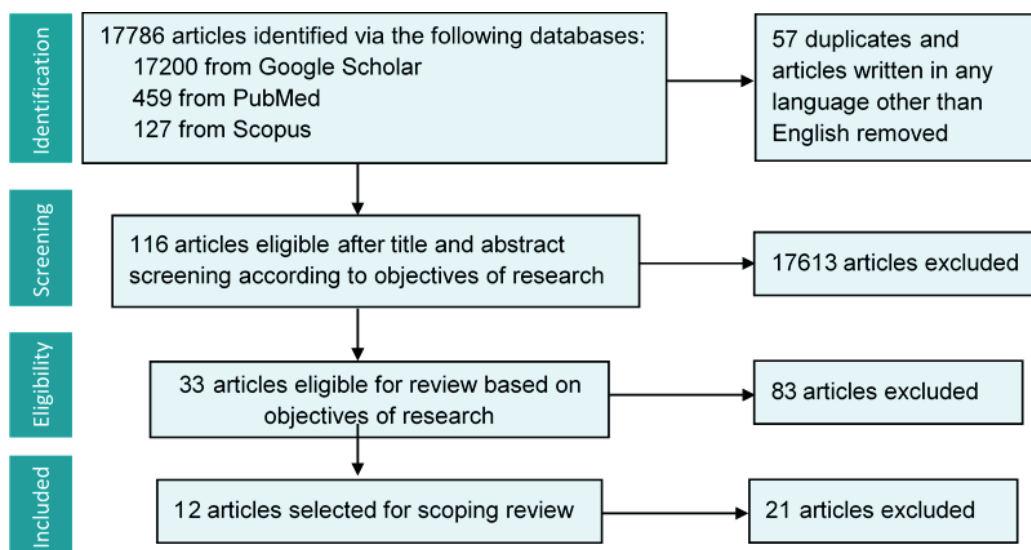 Identification
17786 articles identified via the following databases:
17200 from Google Scholar
459 from PubMed
127 from Scopus
57 duplicates and
articles written in any
language other than
English removed
Screening
116 articles eligible after title and abstract
screening according to objectives of research
17613 articles excluded
Eligibility
33 articles eligible for review based on
objectives of research
83 articles excluded
Included
12 articles selected for scoping review
21 articles excluded